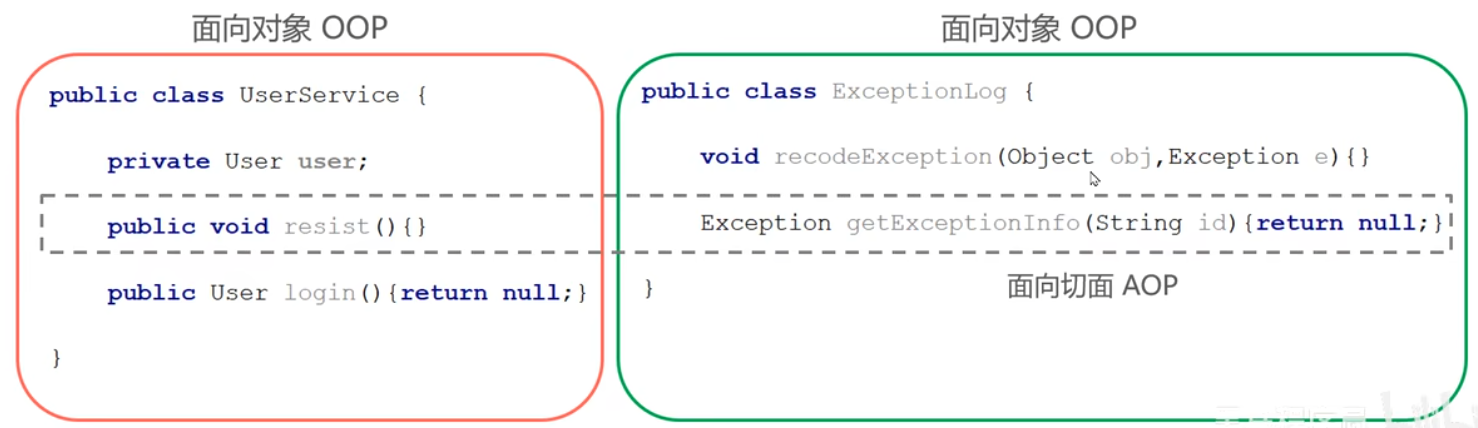 面向对象 OOP
public class UserService {
private User user;
public void resist(){}
public User login(){return null;}
}
面向对象 OOP
public class ExceptionLog {
void recodeException(Object obj,Exception e){}
Exception getExceptionInfo(String id){return null;}
面向切面 AOP
}